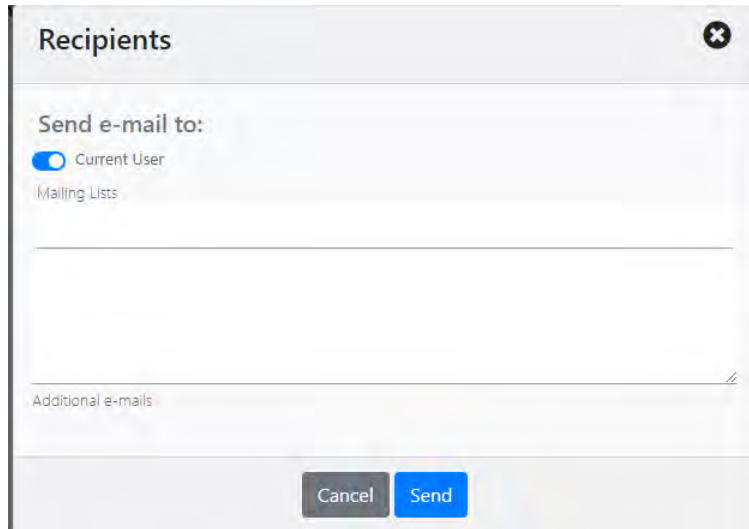 Recipients
Send e-mail to:
Current User
Mailing Lists
Additional e-mails
Cancel
Send